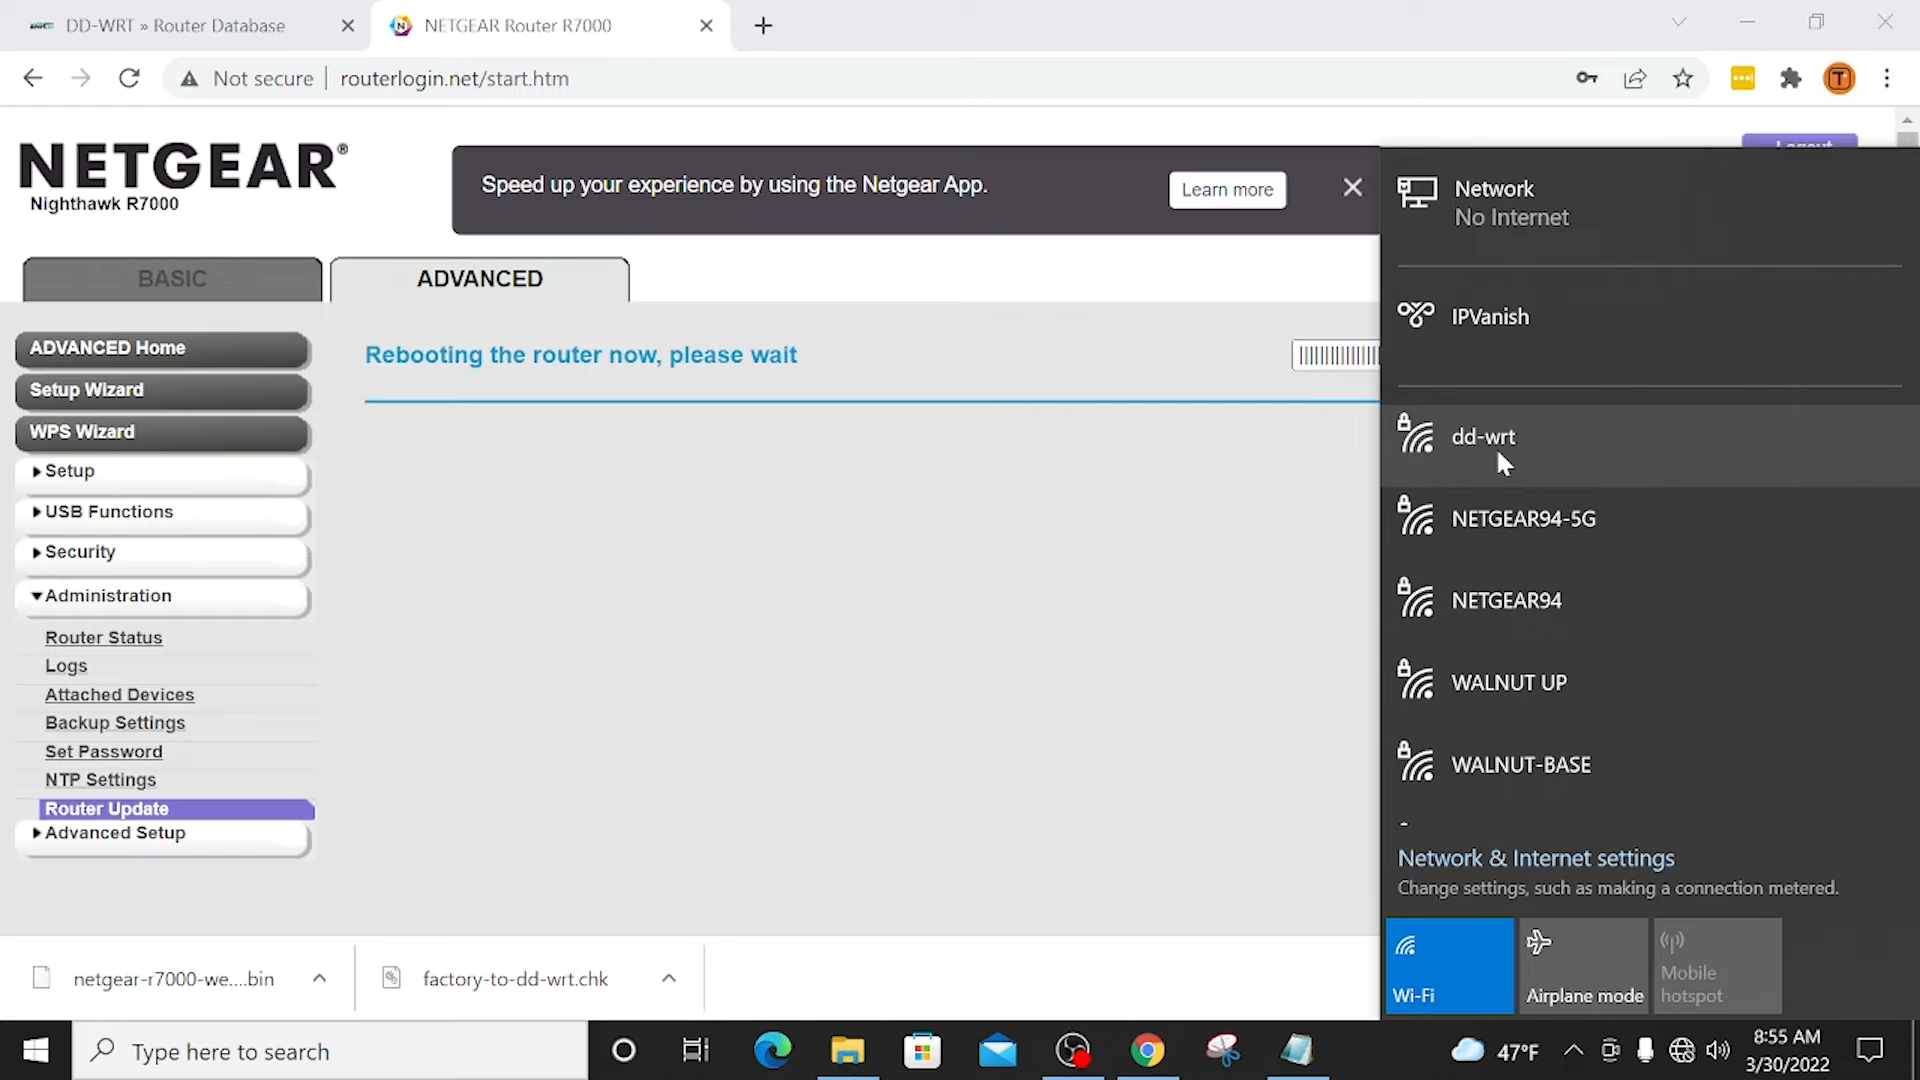 DD-WRT » Router Database
NETGEAR Router R7000
Not secure
routerlogin.net/start.htm
T
NETGEAR®
Nighthawk R7000
Speed up your experience by using the Netgear App.
Learn more
BASIC
ADVANCED
ADVANCED Home
Setup Wizard
WPS Wizard
Setup
USB Functions
Security
Administration
Router Status
Logs
Attached Devices
Backup Settings
Set Password
NTP Settings
Router Update
Advanced Setup
Rebooting the router now, please wait
Logout
Network
No Internet
IPVanish
dd-wrt
NETGEAR94-5G
NETGEAR94
WALNUT UP
WALNUT-BASE
Network & Internet settings
Change settings, such as making a connection metered.
Wi-Fi
Airplane mode
Mobile
hotspot
netgear-r7000-we....bin
factory-to-dd-wrt.chk
Type here to search
47°F
8:55 AM
3/30/2022